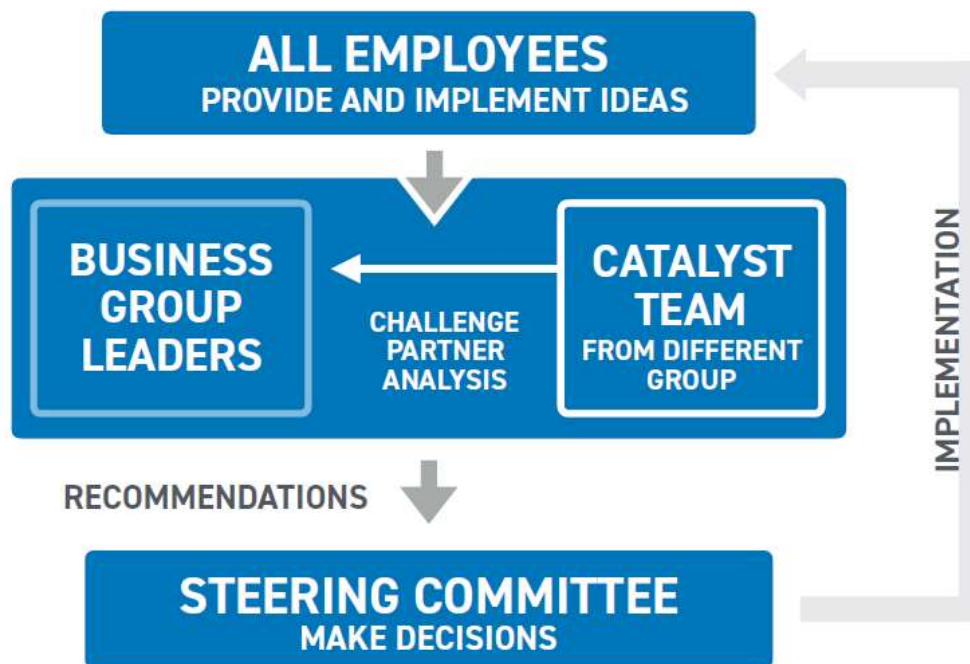 ALL EMPLOYEES
PROVIDE AND IMPLEMENT IDEAS
BUSINESS
GROUP
LEADERS
CHALLENGE
PARTNER
ANALYSIS
CATALYST
TEAM
FROM DIFFERENT
GROUP
IMPLEMENTATION
RECOMMENDATIONS
STEERING COMMITTEE
MAKE DECISIONS